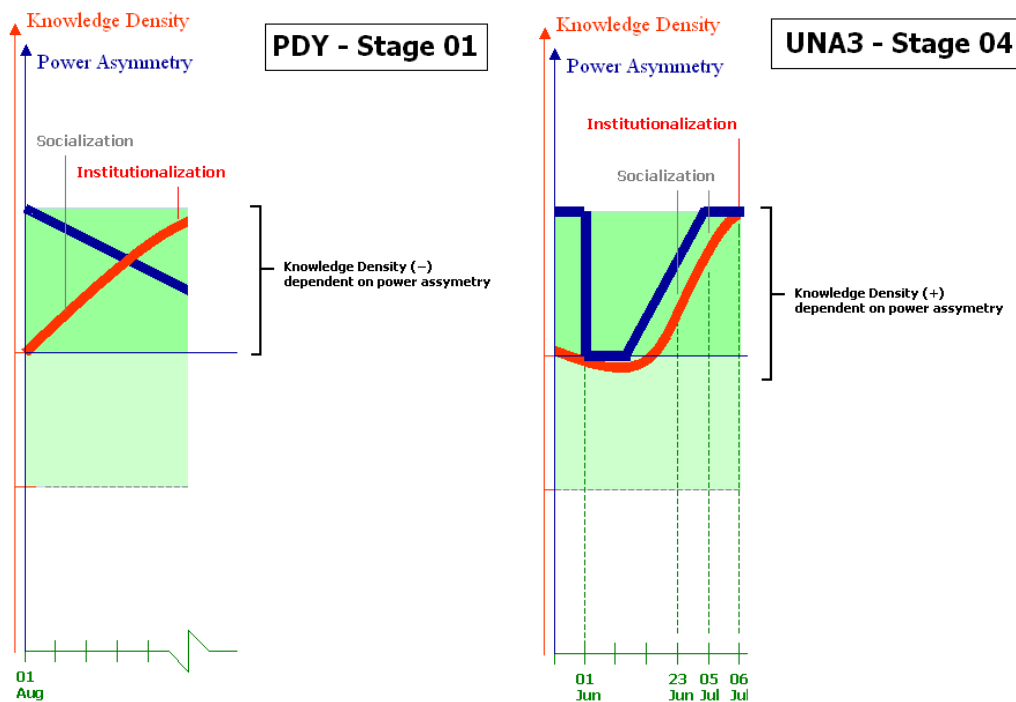 Knowledge Density
Power Asymmetry
PDY - Stage 01
Socialization
Institutionalization
Knowledge Density (−)
dependent on power assymetry
01
Aug
Knowledge Density
Power Asymmetry
UNA3 - Stage 04
Institutionalization
Socialization
Knowledge Density (+)
dependent on power assymetry
01 23 05 06
Jun Jun Jul Jul